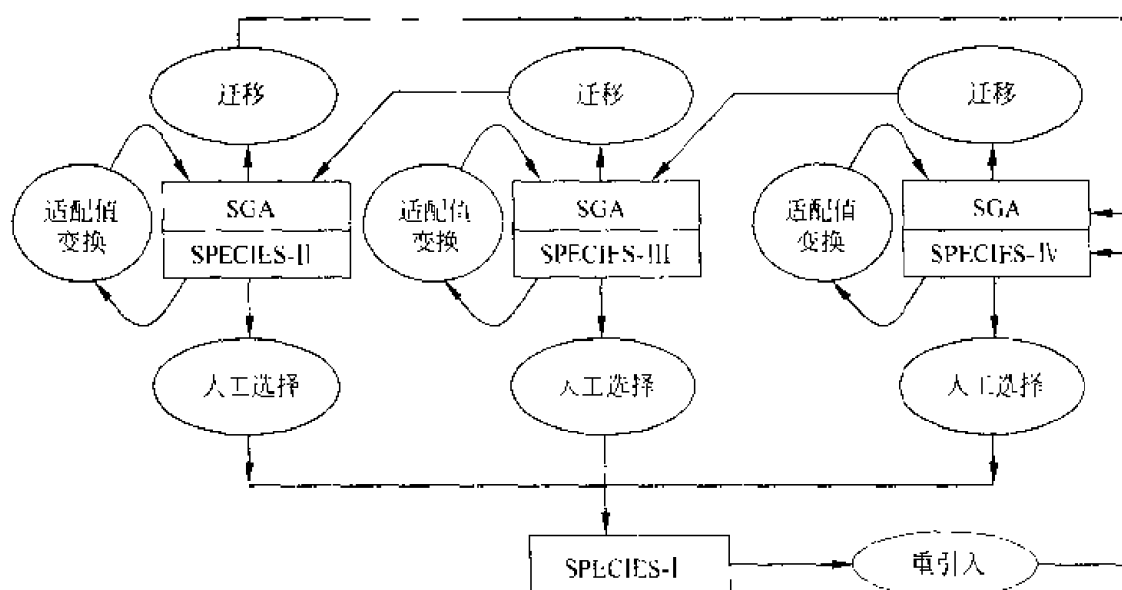 迁移
迁移
迁移
适配值
变换
SGA
SPECIES-II
适配值
变换
SGA
SPECIES-III
适配值
变换
SGA
SPECIES-IV
人工选择
人工选择
人工选择
SPECIES-I
重引入